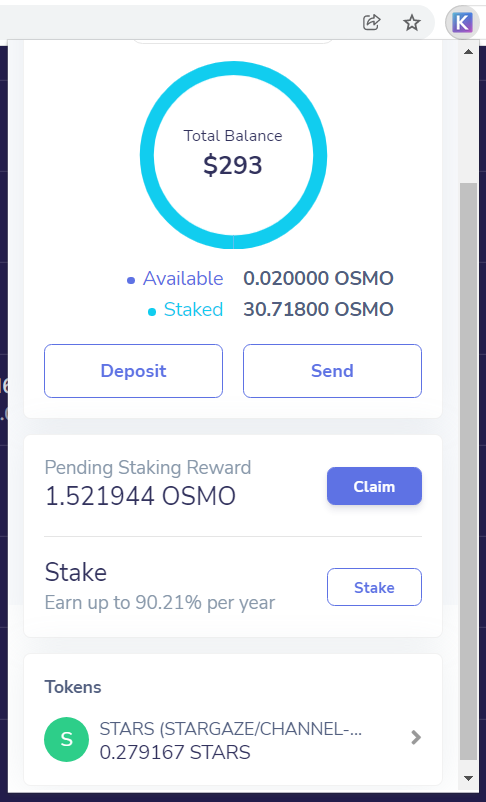 K
Total Balance
$293
Available 0.020000 OSMO
Staked 30.71800 OSMO
Deposit Send
Pending Staking Reward
1.521944 OSMO
Claim
Stake
Earn up to 90.21% per year
Stake
Tokens
S
STARS (STARGAZE/CHANNEL-...
0.279167 STARS